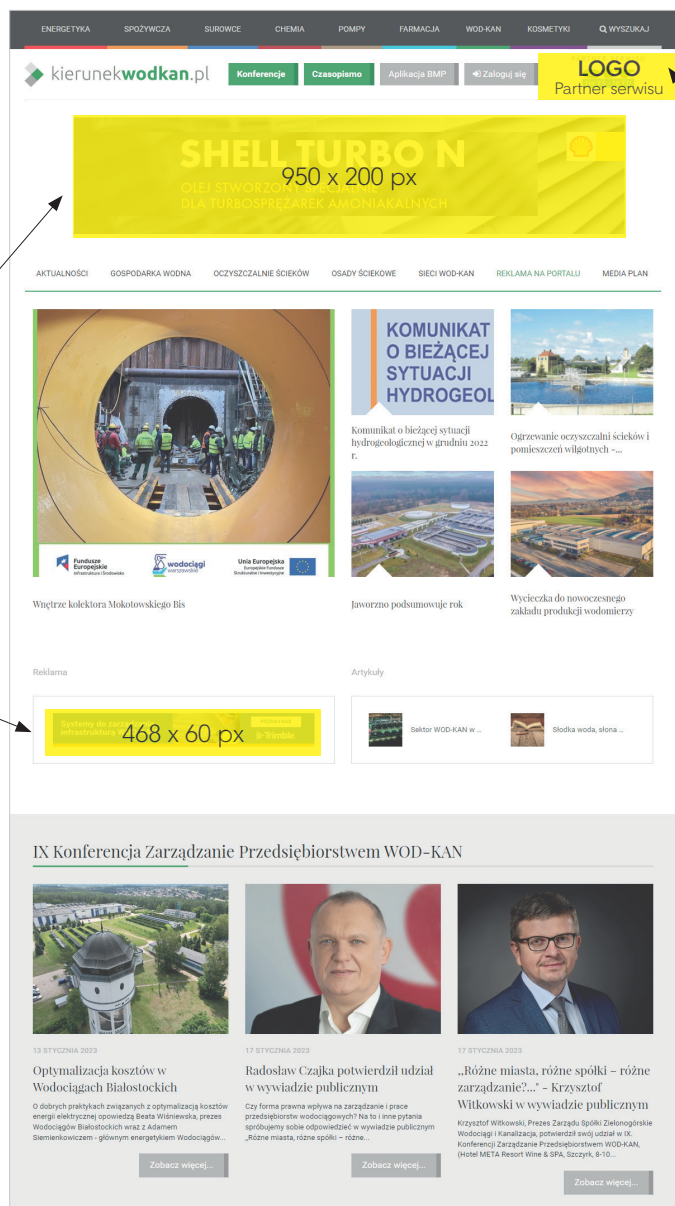 ENERGETYKA SPOŻYWCZA SUROWCE CHEMIA POMPY FARMACJA WOD-KAN KOSMETYKI WYSZUKAJ
kierunekwodkan.pl Konferencje Czasopismo Aplikacja BMP Zaloguj się
LOGO
Partner serwisu
SHELL TURBO N
950 x 200 px
OLEJ STWORZONY SPECJALNIE
DLA TURBOSPRĘŻAREK AMONIAKALNYCH
AKTUALNOŚCI GOSPODARKA WODNA OCZYSZCZALNIE ŚCIEKÓW OSADY ŚCIEKOWE SIECI WOD-KAN REKLAMA NA PORTALU MEDIA PLAN
KOMUNIKAT
O BIEŻĄCEJ
SYTUACJI
HYDROGEOL
Komunikat o bieżącej sytuacji
hydrogeologicznej w grudniu 2022
r.
Ogrzewanie oczyszczalni ścieków i
pomieszczeń wilgotnych -...
Fundusze
Europejskie
Infrastruktura i Środowisko
wodociągi
warszawskie
Unia Europejska
Europejskie Fundusze
Strukturalne i Inwestycyjne
Wnętrze kolektora Mokotowskiego Bis
Jaworzno podsumowuje rok
Wycieczka do nowoczesnego
zakładu produkcji wodomierzy
Reklama
Artykuły
Systemy do
infrastruktur
468 x 60 px
Trimble
Sektor WOD-KAN w ...
Słodka woda, słona ...
IX Konferencja Zarządzanie Przedsiębiorstwem WOD-KAN
13 STYCZNIA 2023
Optymalizacja kosztów w
Wodociągach Białostockich
O dobrych praktykach związanych z optymalizacją kosztów
energii elektrycznej opowiedzą Beata Wiśniewska, prezes
Wodociągów Białostockich wraz z Adamem
Siemienkowiczem - głównym energetykiem Wodociągów...
Zobacz więcej...
17 STYCZNIA 2023
Radosław Czajka potwierdził udział
w wywiadzie publicznym
Czy forma prawna wpływa na zarządzanie i prace
przedsiębiorstw wodociągowych? Na to i inne pytania
spróbujemy sobie odpowiedzieć w wywiadzie publicznym
„Różne miasta, różne spółki – różne...
Zobacz więcej...
17 STYCZNIA 2023
,,Różne miasta, różne spółki – różne
zarządzanie?..." - Krzysztof
Witkowski w wywiadzie publicznym
Krzysztof Witkowski, Prezes Zarządu Spółki Zielonogórskie
Wodociągi i Kanalizacja, potwierdził swój udział w IX.
Konferencji Zarządzanie Przedsiębiorstwem WOD-KAN,
(Hotel META Resort Wine & SPA, Szczyrk, 8-10...
Zobacz więcej...